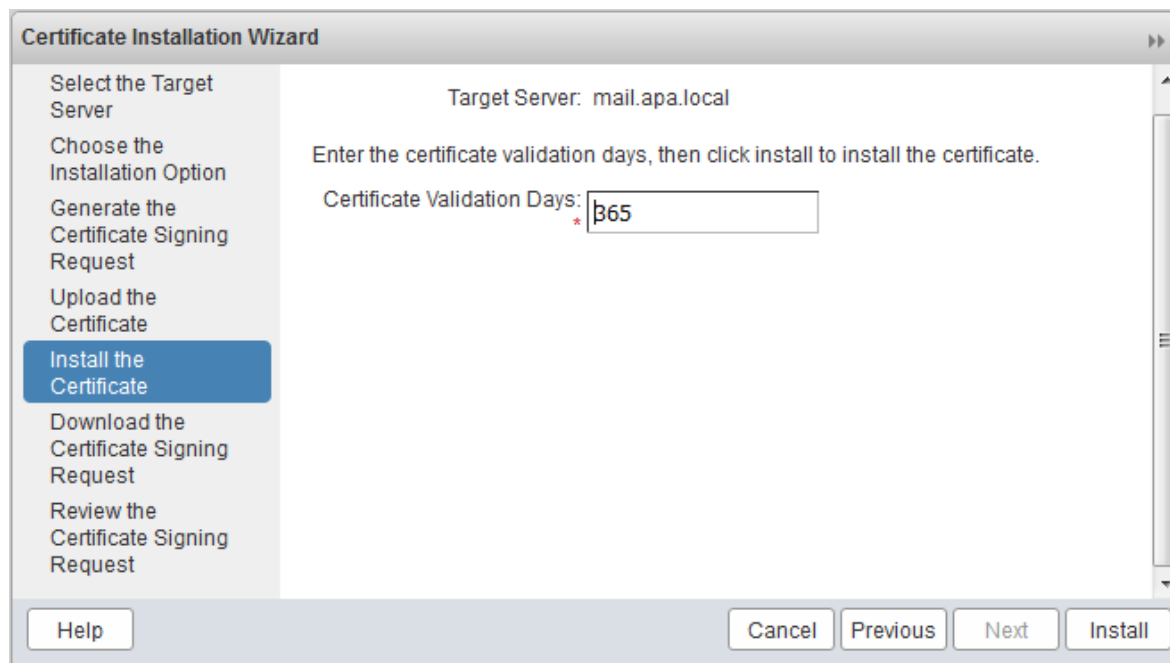 Certificate Installation Wizard
Select the Target
Server
Choose the
Installation Option
Generate the
Certificate Signing
Request
Upload the
Certificate
Install the
Certificate
Download the
Certificate Signing
Request
Review the
Certificate Signing
Request
Target Server: mail.apa.local
Enter the certificate validation days, then click install to install the certificate.
Certificate Validation Days:
* 365
Help
Cancel
Previous
Next
Install